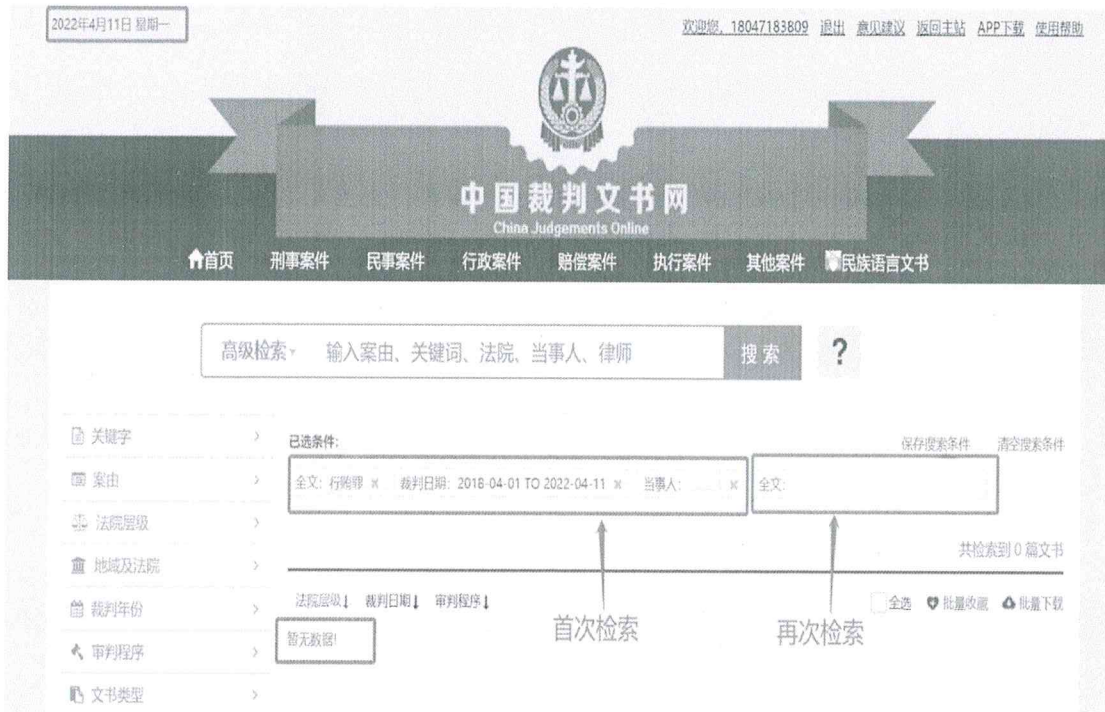 2022年4月11日 星期一
欢迎您，18047183809 退出 意见建议 返回主站 APP下载 使用帮助
中国裁判文书网
China Judgements Online
首页 刑事案件 民事案件 行政案件 赔偿案件 执行案件 其他案件 民族语言文书
高级检索 输入案由、关键词、法院、当事人、律师 搜索 ?
关键字
案由
法院层级
地域及法院
裁判年份
审判程序
文书类型
已选条件:
保存搜索条件 清空搜索条件
全文: 行贿罪 × 裁判日期: 2018-04-01 TO 2022-04-11 × 当事人: × 全文:
共检索到 0 篇文书
法院层级 裁判日期 审判程序
全选 批量收藏 批量下载
暂无数据!
首次检索
再次检索